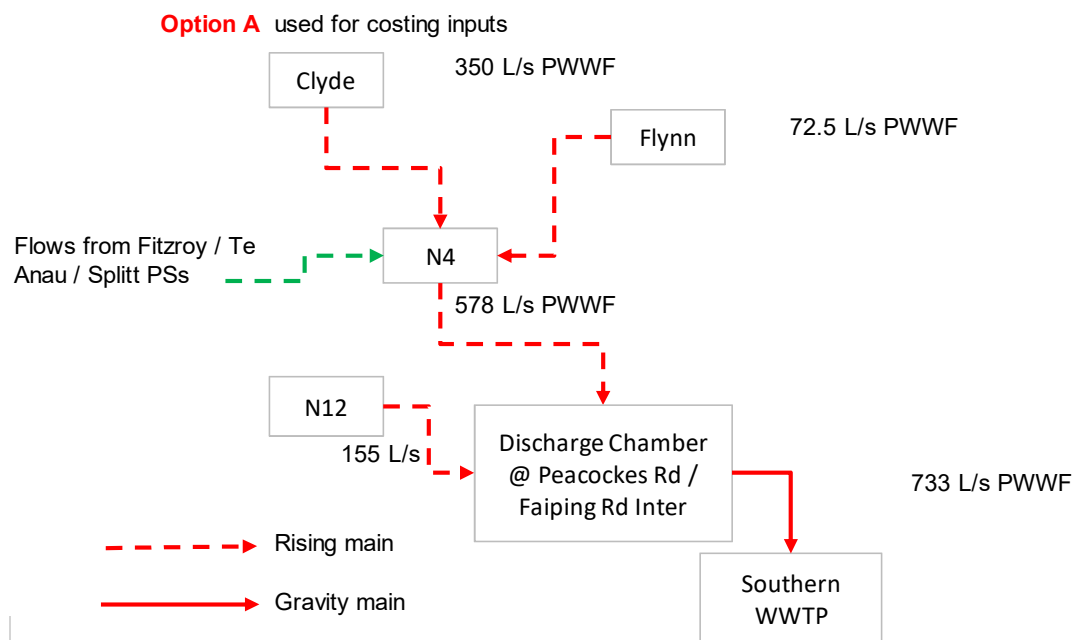 Option A used for costing inputs
Clyde
350 L/s PWWF
Flynn
72.5 L/s PWWF
Flows from Fitzroy / Te
Anau / Splitt PSs
N4
578 L/s PWWF
N12
155 L/s
Discharge Chamber
@ Peacockes Rd /
Faiping Rd Inter
733 L/s PWWF
Rising main
Gravity main
Southern
WWTP